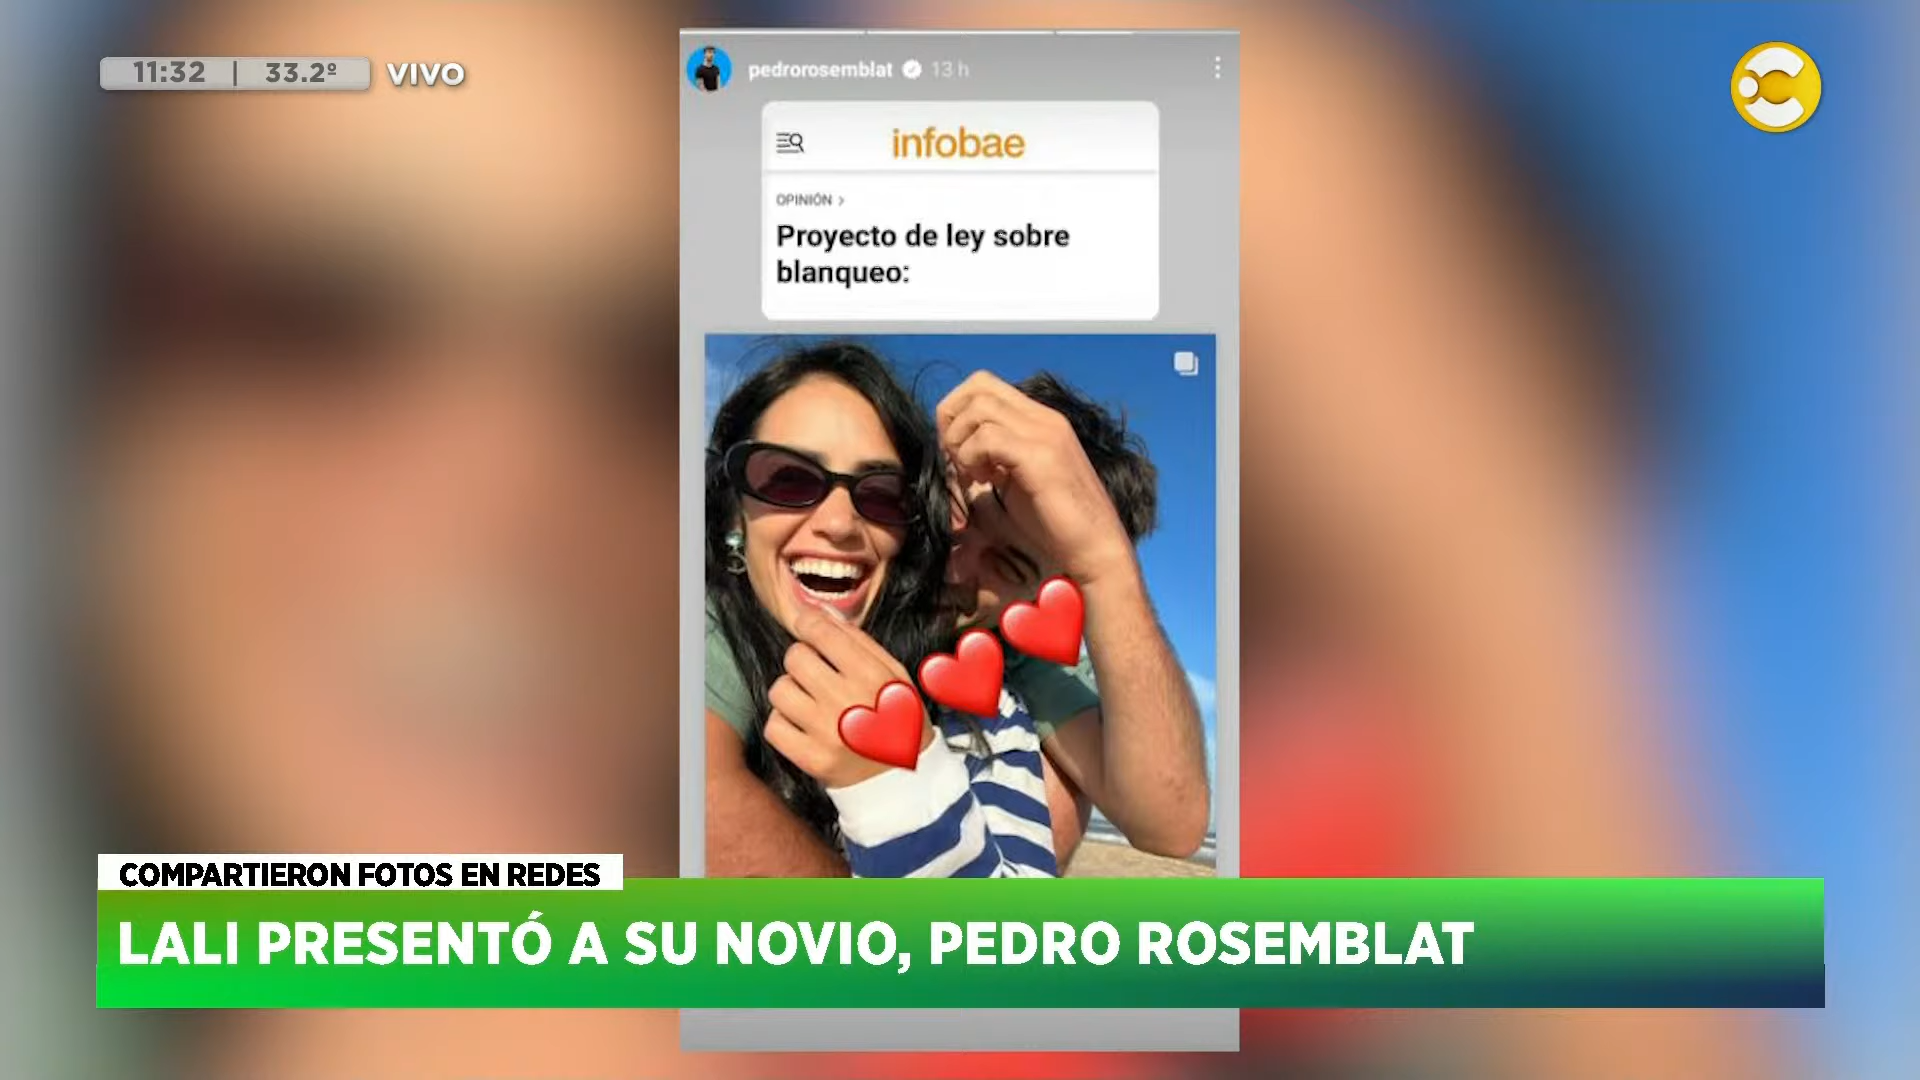 11:32 | 33.2º VIVO
pedrorosemblat 13 h
infobae
OPINIÓN >
Proyecto de ley sobre
blanqueo:
COMPARTIERON FOTOS EN REDES
LALI PRESENTÓ A SU NOVIO, PEDRO ROSEMBLAT